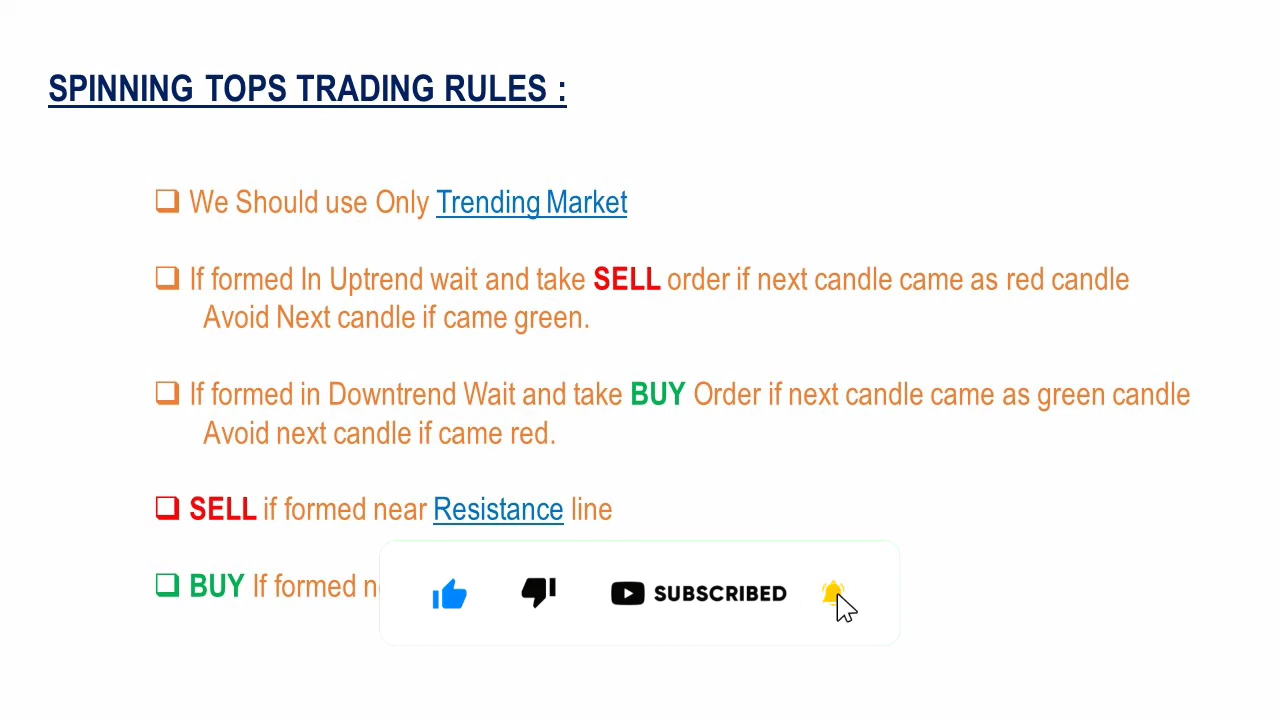 SPINNING TOPS TRADING RULES :
We Should use Only Trending Market
If formed In Uptrend wait and take SELL order if next candle came as red candle
Avoid Next candle if came green.
If formed in Downtrend Wait and take BUY Order if next candle came as green candle
Avoid next candle if came red.
SELL if formed near Resistance line
BUY If formed
SUBSCRIBED